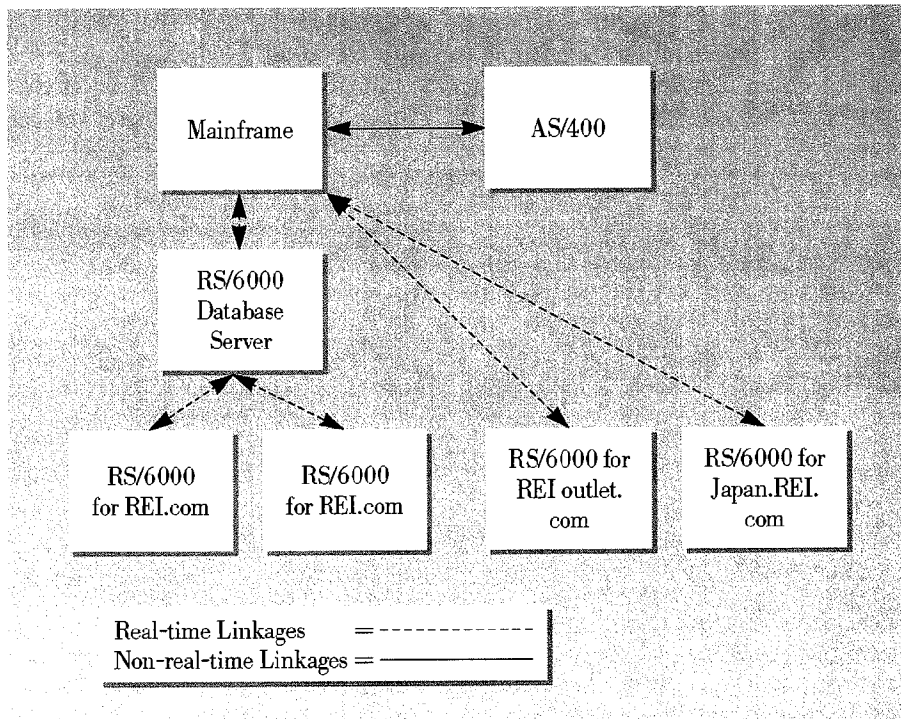 Mainframe
AS/400
RS/6000
Database
Server
RS/6000
for REI.com
RS/6000
for REI.com
RS/6000 for
REI outlet.
com
RS/6000 for
Japan.REI.
com
Real-time Linkages =
Non-real-time Linkages =